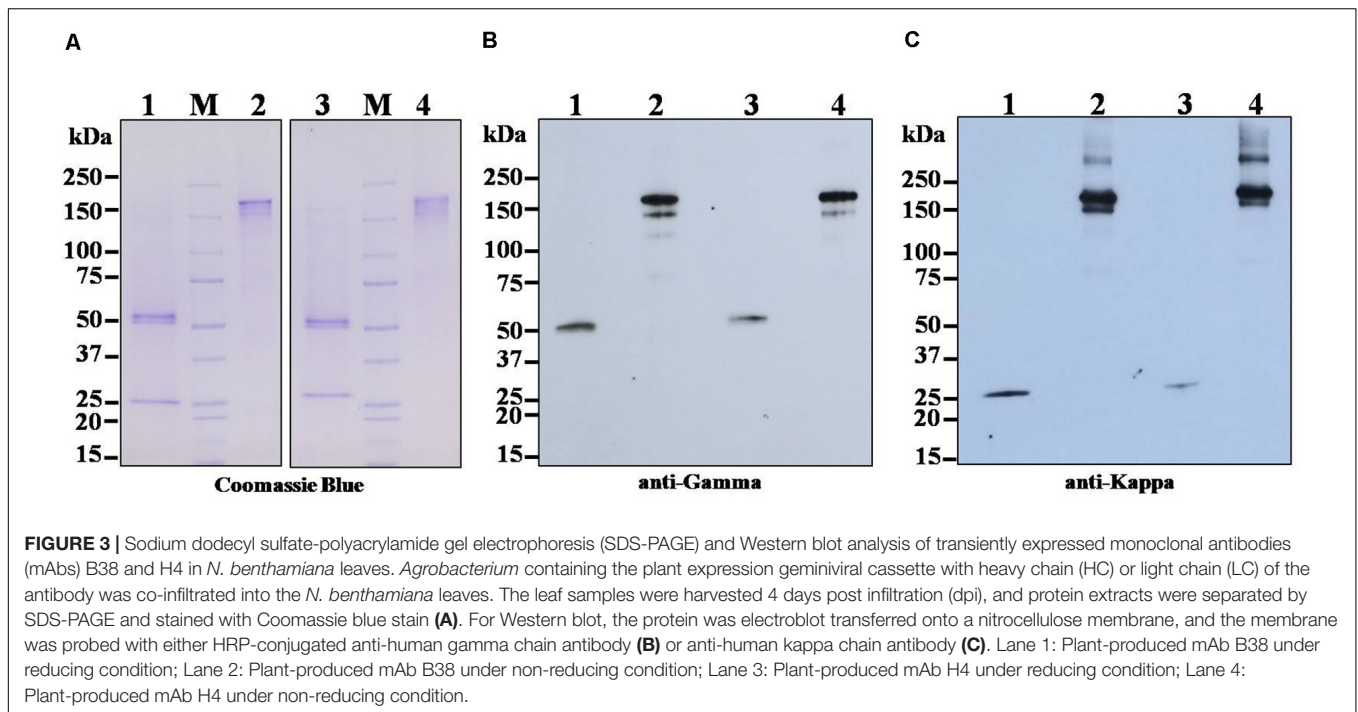 A
B
C
1 M 2 3 M 4
1 2 3 4
1 2 3 4
kDa
250
150
100
75
50
37
25
20
15
Coomassie Blue
kDa
250
150
100
75
50
37
25
20
15
anti-Gamma
kDa
250
150
100
75
50
37
25
20
15
anti-Kappa
FIGURE 3 | Sodium dodecyl sulfate-polyacrylamide gel electrophoresis (SDS-PAGE) and Western blot analysis of transiently expressed monoclonal antibodies
(mAbs) B38 and H4 in N. benthamiana leaves. Agrobacterium containing the plant expression geminiviral cassette with heavy chain (HC) or light chain (LC) of the
antibody was co-infiltrated into the N. benthamiana leaves. The leaf samples were harvested 4 days post infiltration (dpi), and protein extracts were separated by
SDS-PAGE and stained with Coomassie blue stain (A). For Western blot, the protein was electroblot transferred onto a nitrocellulose membrane, and the membrane
was probed with either HRP-conjugated anti-human gamma chain antibody (B) or anti-human kappa chain antibody (C). Lane 1: Plant-produced mAb B38 under
reducing condition; Lane 2: Plant-produced mAb B38 under non-reducing condition; Lane 3: Plant-produced mAb H4 under reducing condition; Lane 4:
Plant-produced mAb H4 under non-reducing condition.